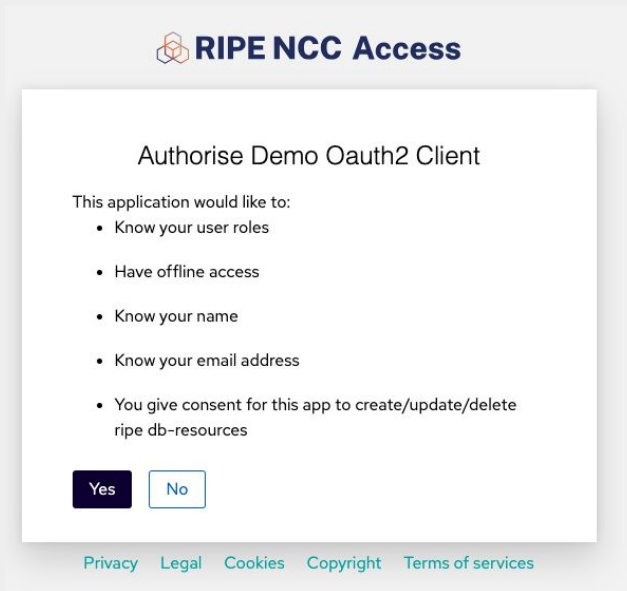 RIPE NCC Access
Authorise Demo Oauth2 Client
This application would like to:
• Know your user roles
• Have offline access
• Know your name
• Know your email address
• You give consent for this app to create/update/delete
ripe db-resources
Yes No
Privacy Legal Cookies Copyright Terms of services